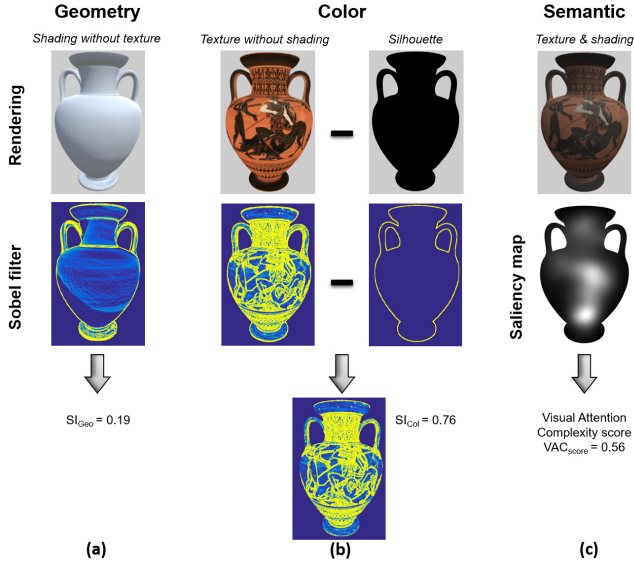 Geometry
Color
Semantic
Shading without texture
Texture without shading
Silhouette
Texture & shading
Rendering
Sobel filter
Saliency map
SIGeo = 0.19
SICol = 0.76
Visual Attention
Complexity score
VACscore = 0.56
(a)
(b)
(c)